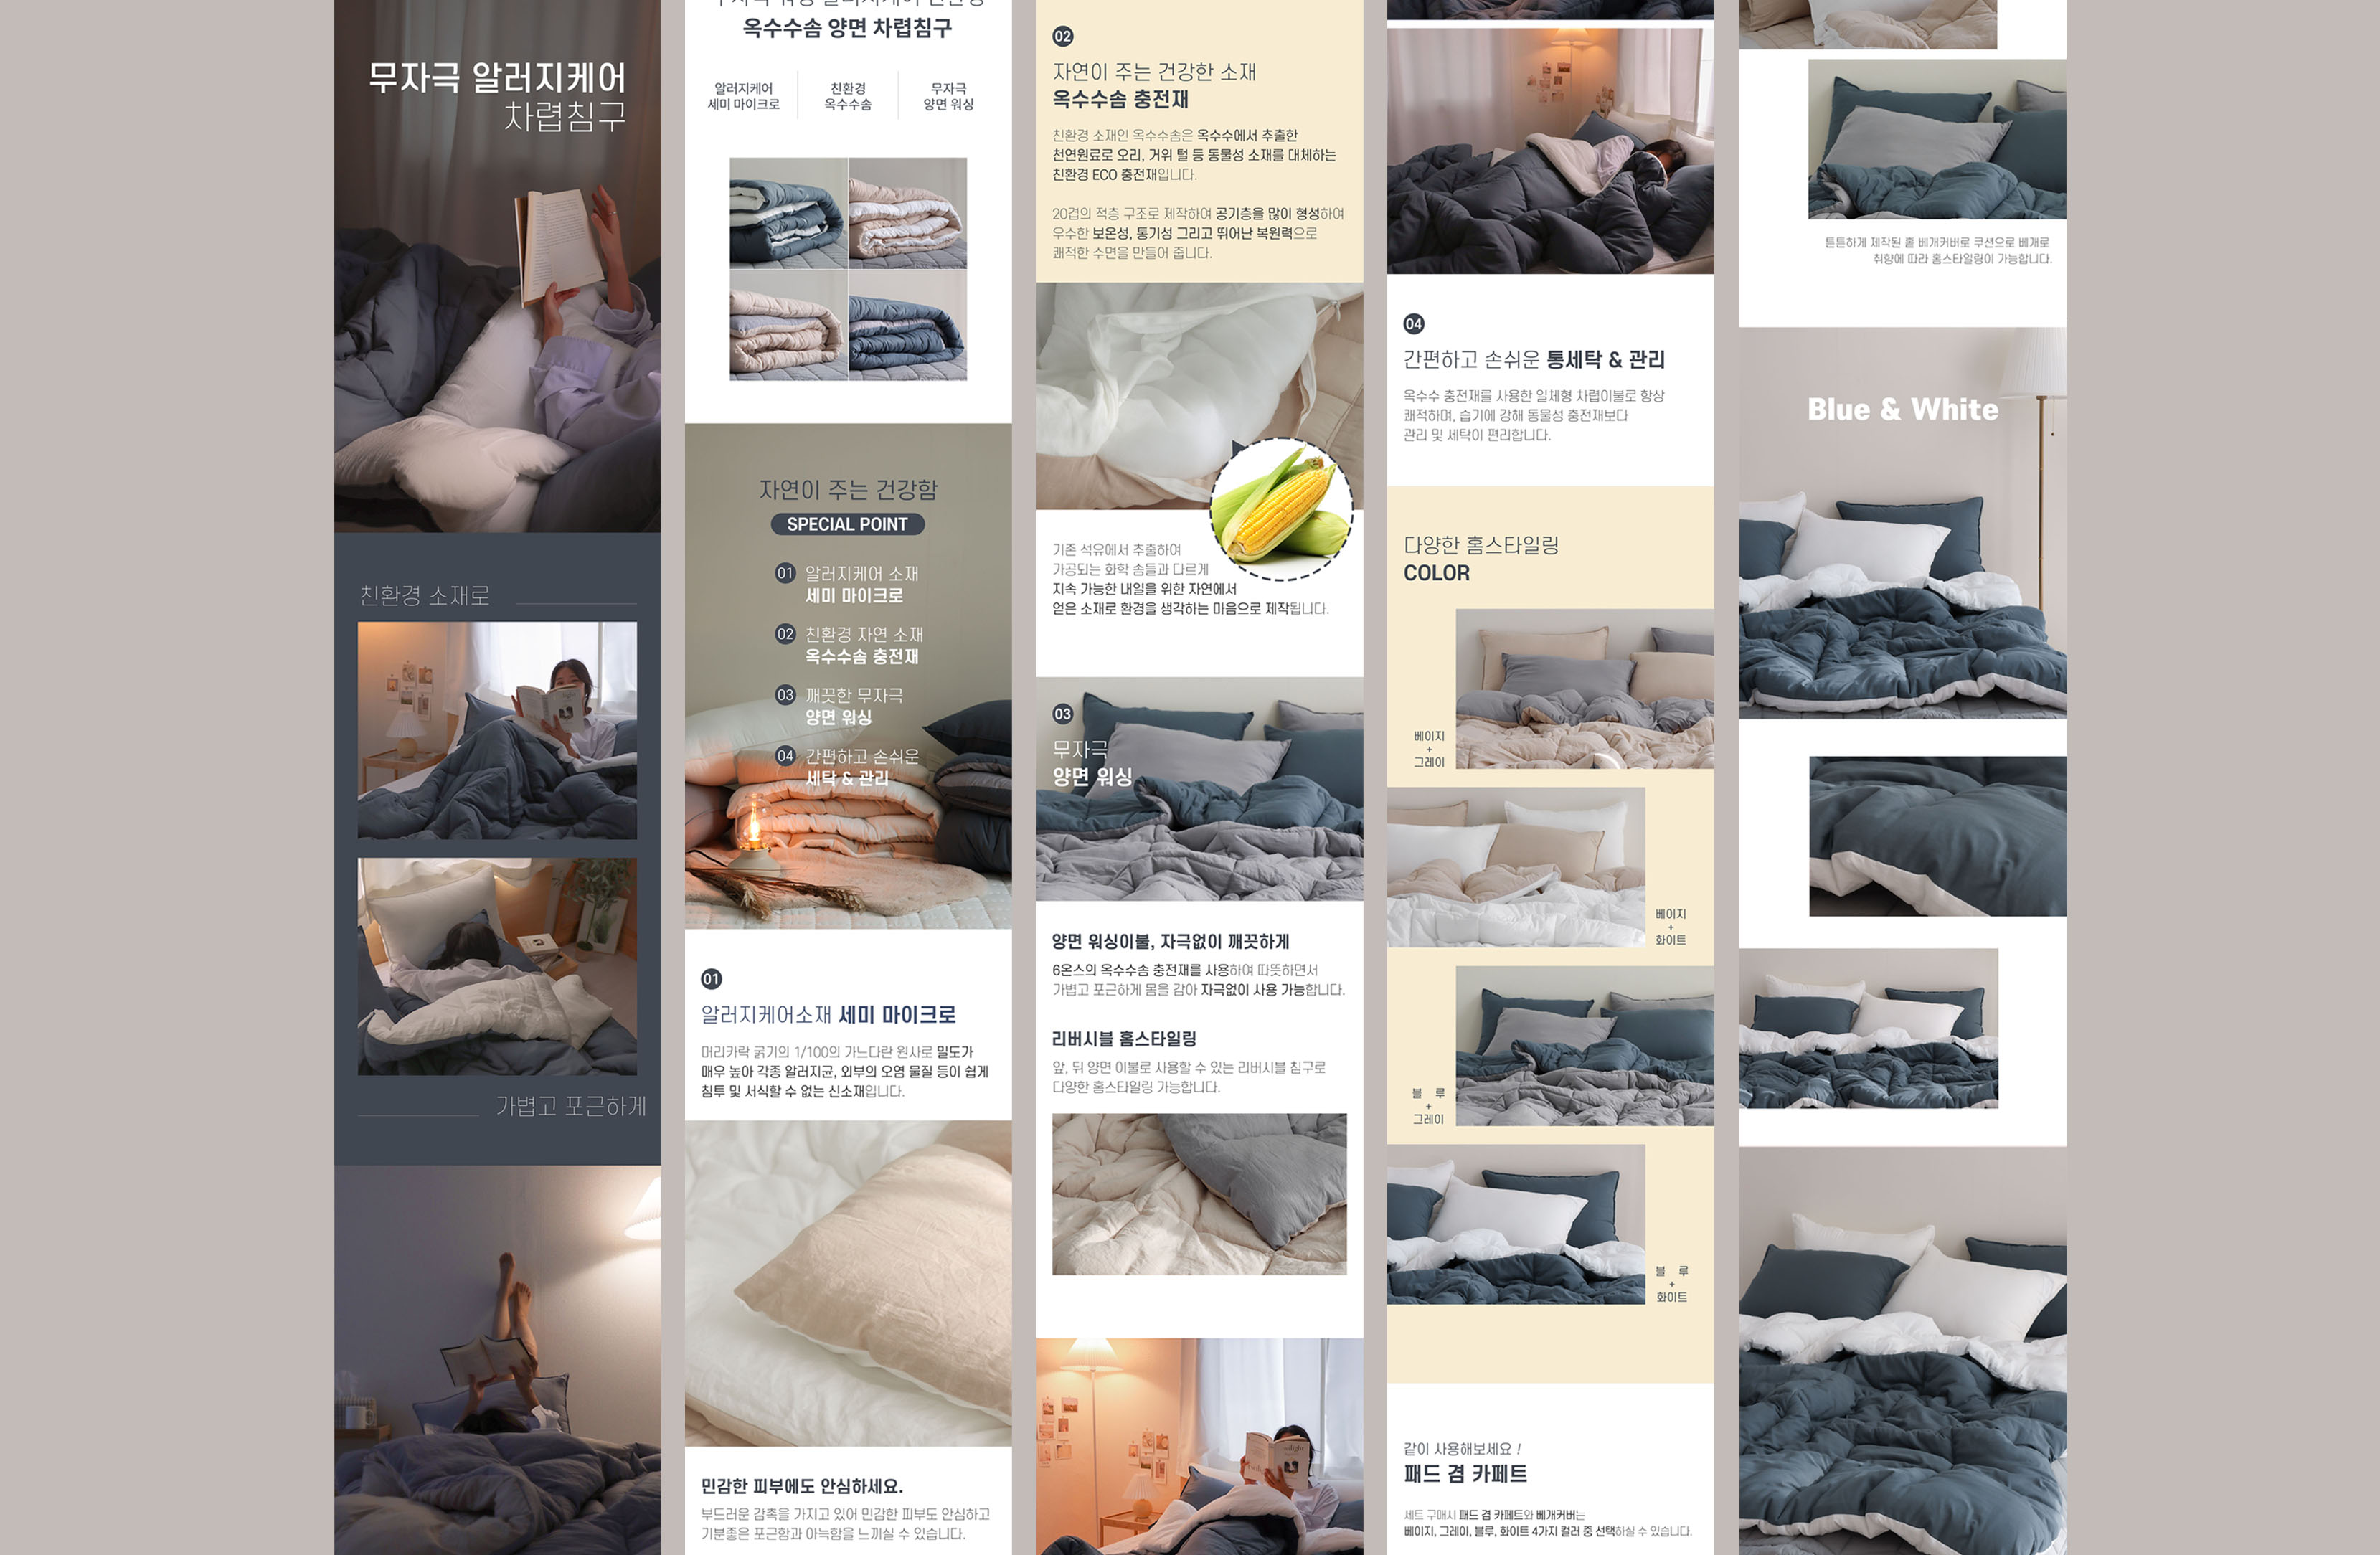 무자극 알러지케어
차렵침구
친환경 소재로
가볍고 포근하게
옥수수솜 양면 차렵침구
알러지케어
세미 마이크로
친환경
옥수수솜
무자극
양면 워싱
자연이 주는 건강함
SPECIAL POINT
01 알러지케어 소재
세미 마이크로
02 친환경 자연 소재
옥수수솜 충전재
03 깨끗한 무자극
양면 워싱
04 간편하고 손쉬운
세탁 & 관리
01
알러지케어소재 세미 마이크로
머리카락 굵기의 1/100의 가느다란 원사로 밀도가
매우 높아 각종 알러지균, 외부의 오염 물질 등이 쉽게
침투 및 서식할 수 없는 신소재입니다.
민감한 피부에도 안심하세요.
부드러운 감촉을 가지고 있어 민감한 피부도 안심하고
기분좋은 포근함과 아늑함을 느끼실 수 있습니다.
02
자연이 주는 건강한 소재
옥수수솜 충전재
친환경 소재인 옥수수솜은 옥수수에서 추출한
천연원료로 오리, 거위 털 등 동물성 소재를 대체하는
친환경 ECO 충전재입니다.
20겹의 적층 구조로 제작하여 공기층을 많이 형성하여
우수한 보온성, 통기성 그리고 뛰어난 복원력으로
쾌적한 수면을 만들어 줍니다.
기존 석유에서 추출하여
가공되는 화학 솜들과 다르게
지속 가능한 내일을 위한 자연에서
얻은 소재로 환경을 생각하는 마음으로 제작됩니다.
03
무자극
양면 워싱
양면 워싱이불, 자극없이 깨끗하게
6온스의 옥수수솜 충전재를 사용하여 따뜻하면서
가볍고 포근하게 몸을 감아 자극없이 사용 가능합니다.
리버시블 홈스타일링
앞, 뒤 양면 이불로 사용할 수 있는 리버시블 침구로
다양한 홈스타일링 가능합니다.
04
간편하고 손쉬운 통세탁 & 관리
옥수수 충전재를 사용한 일체형 차렵이불로 항상
쾌적하며, 습기에 강해 동물성 충전재보다
관리 및 세탁이 편리합니다.
다양한 홈스타일링
COLOR
베이지
+
그레이
베이지
+
화이트
블 루
+
그레이
블 루
+
화이트
같이 사용해보세요 !
패드 겸 카페트
세트 구매시 패드 겸 카페트와 베개커버는
베이지, 그레이, 블루, 화이트 4가지 컬러 중 선택하실 수 있습니다.
튼튼하게 제작된 홑 베개커버로 쿠션으로 베개로
취향에 따라 홈스타일링이 가능합니다.
Blue & White